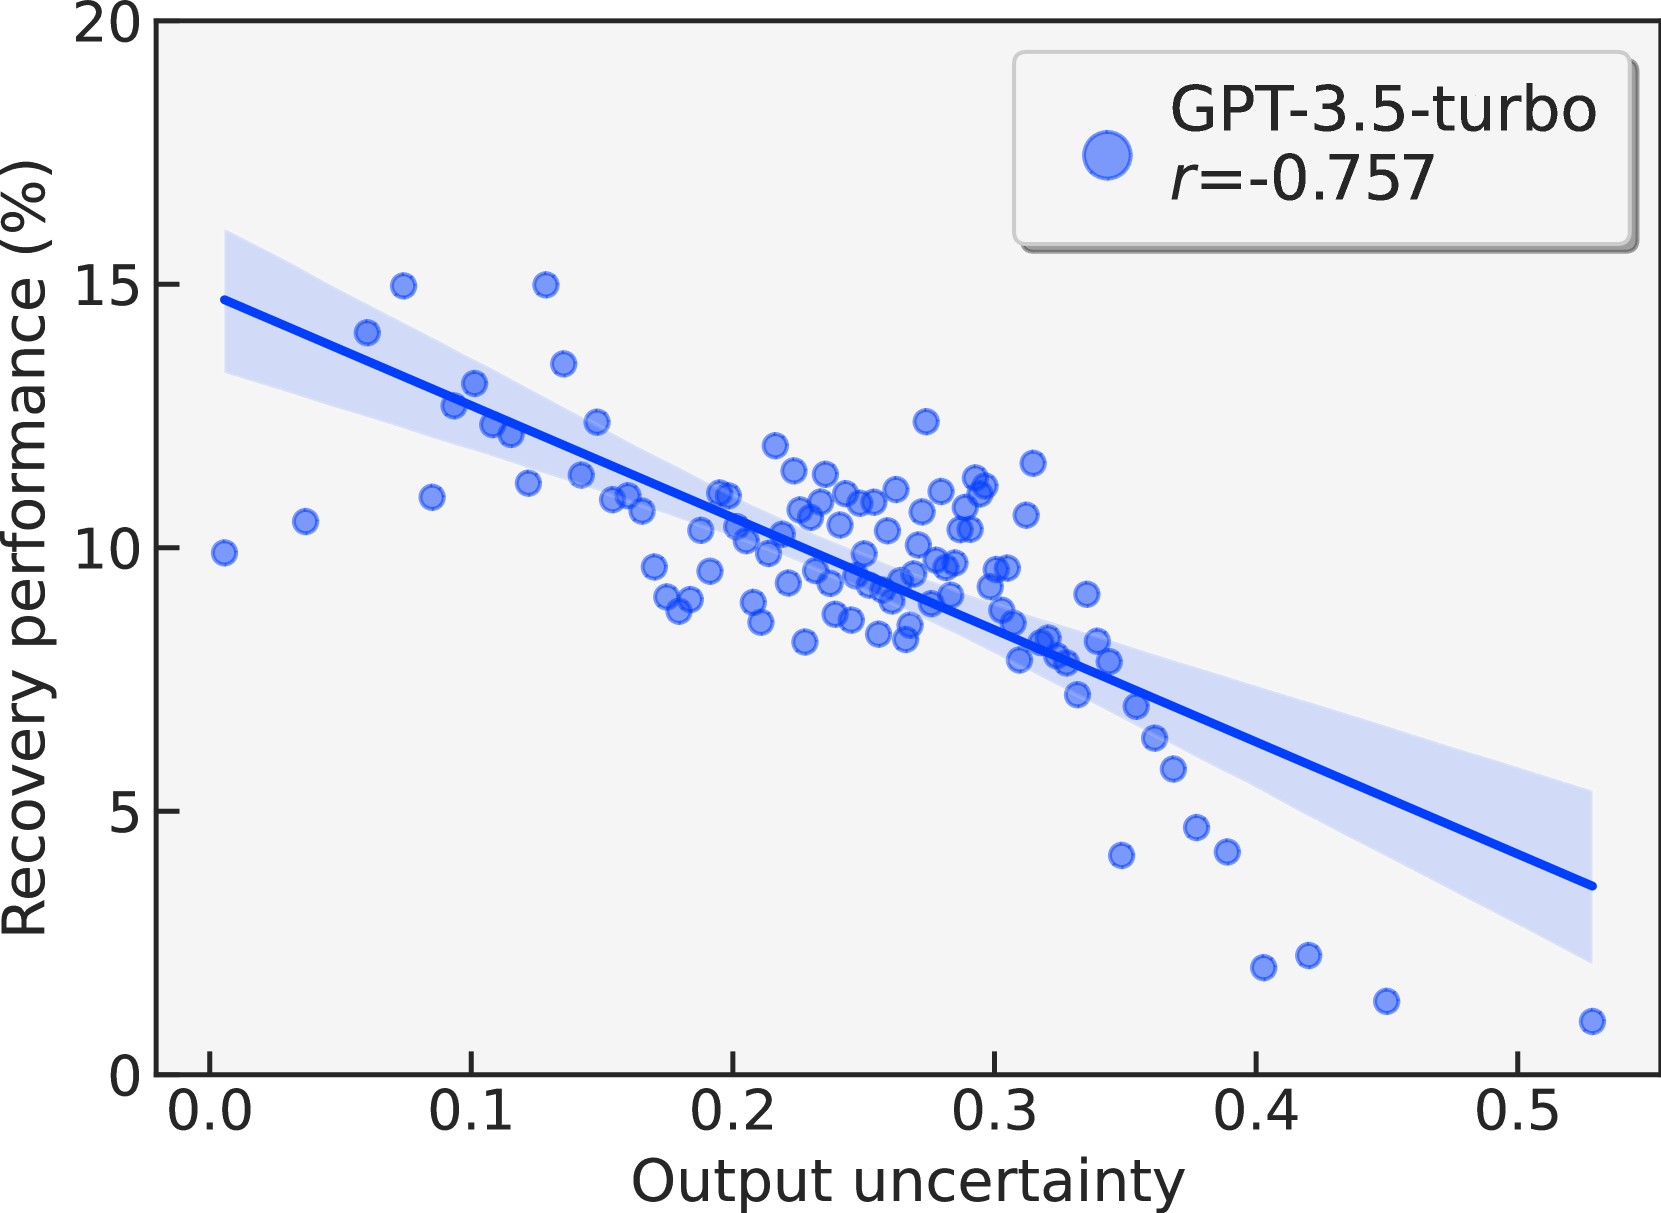 20
15
10
5
0
Recovery performance (%)
GPT-3.5-turbo
r=-0.757
0.0 0.1 0.2 0.3 0.4 0.5
Output uncertainty